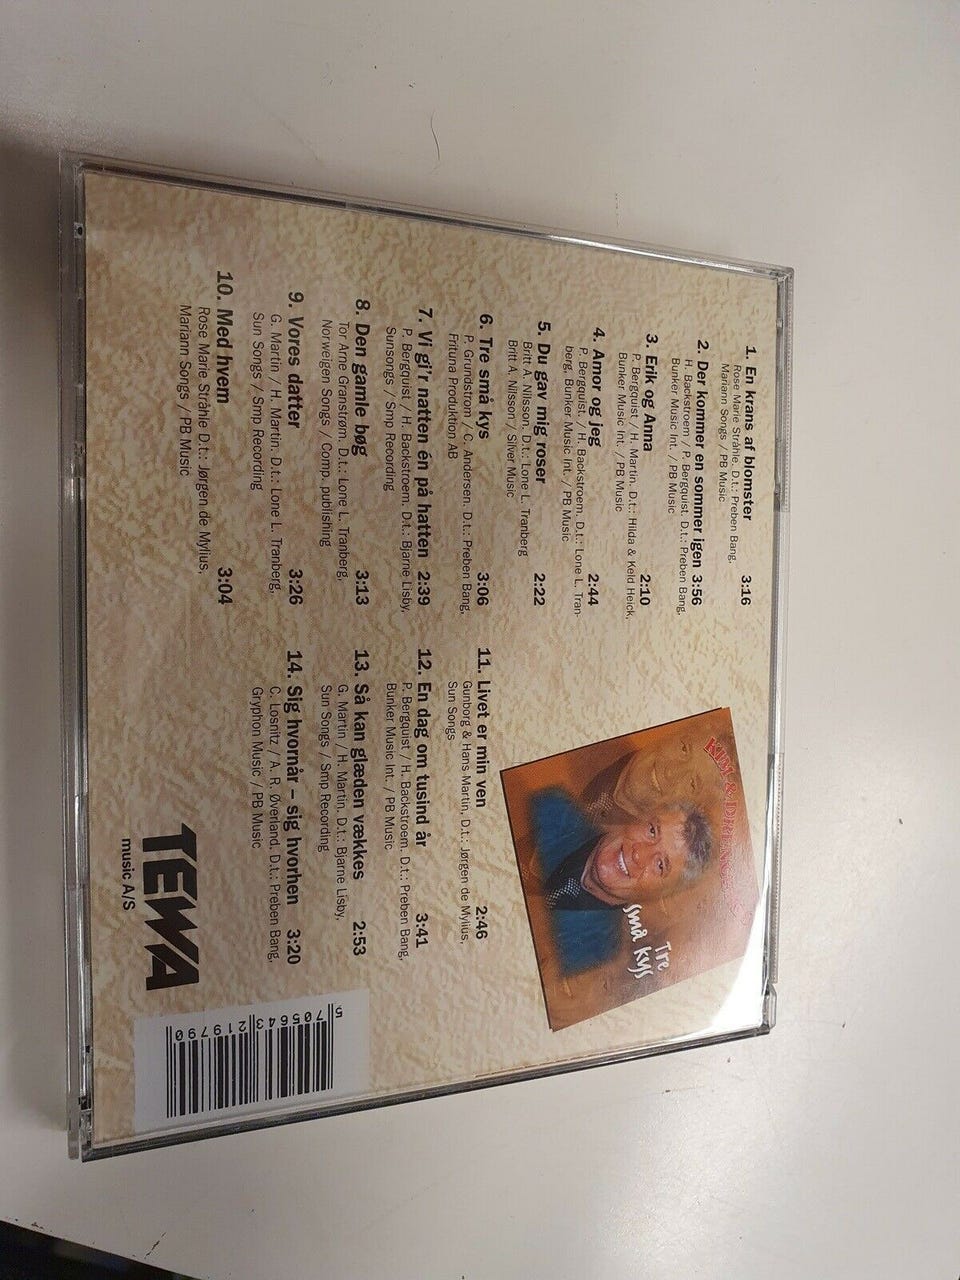 1. En krans af blomster 3:16
Rose Marie Stråhle. D.t.: Preben Bang,
Mariann Songs / PB Music
2. Der kommer en sommer igen 3:56
H. Backstroem / P. Bergquist. D.t.: Preben Bang,
Bunker Music Int. / PB Music
3. Erik og Anna 2:10
P. Bergquist / H. Martin. D.t.: Hilda & Keld Heick,
Bunker Music Int. / PB Music
4. Amor og jeg 2:44
P. Bergquist. / H. Backstroem. D.t.: Lone L. Tran-
berg, Bunker Music Int. / PB Music
5. Du gav mig roser 2:22
Britt A. Nilsson. D.t.: Lone L. Tranberg
Britt A. Nilsson / Silver Music
6. Tre små kys 3:06
P. Grundstrom / C. Andersen. D.t.: Preben Bang,
Frituna Produktion AB
7. Vi gi'r natten én på hatten 2:39
P. Bergquist / H. Backstroem. D.t.: Bjarne Lisby,
Sunsongs / Smp Recording
8. Den gamle bøg 3:13
Tor Arne Granstrøm. D.t.: Lone L. Tranberg,
Norweigen Songs / Comp. publishing
9. Vores datter 3:26
G. Martin / H. Martin. D.t.: Lone L. Tranberg,
Sun Songs / Smp Recording
10. Med hvem 3:04
Rose Marie Stråhle D.t.: Jørgen de Mylius,
Mariann Songs / PB Music
11. Livet er min ven 2:46
Gunborg & Hans-Martin, D.t.: Jørgen de Mylius,
Sun Songs
12. En dag om tusind år 3:41
P. Bergquist / H. Backstroem. D.t.: Preben Bang,
Bunker Music Int. / PB Music
13. Så kan glæden vækkes 2:53
G. Martin / H. Martin. D.t.: Bjarne Lisby,
Sun Songs / Smp Recording
14. Sig hvornår – sig hvorhen 3:20
C. Losnitz / A. R. Øverland. D.t.: Preben Bang,
Gryphon Music / PB Music
KIM &
Tre
små kys
TEWA
music A/S
5 705643 219790